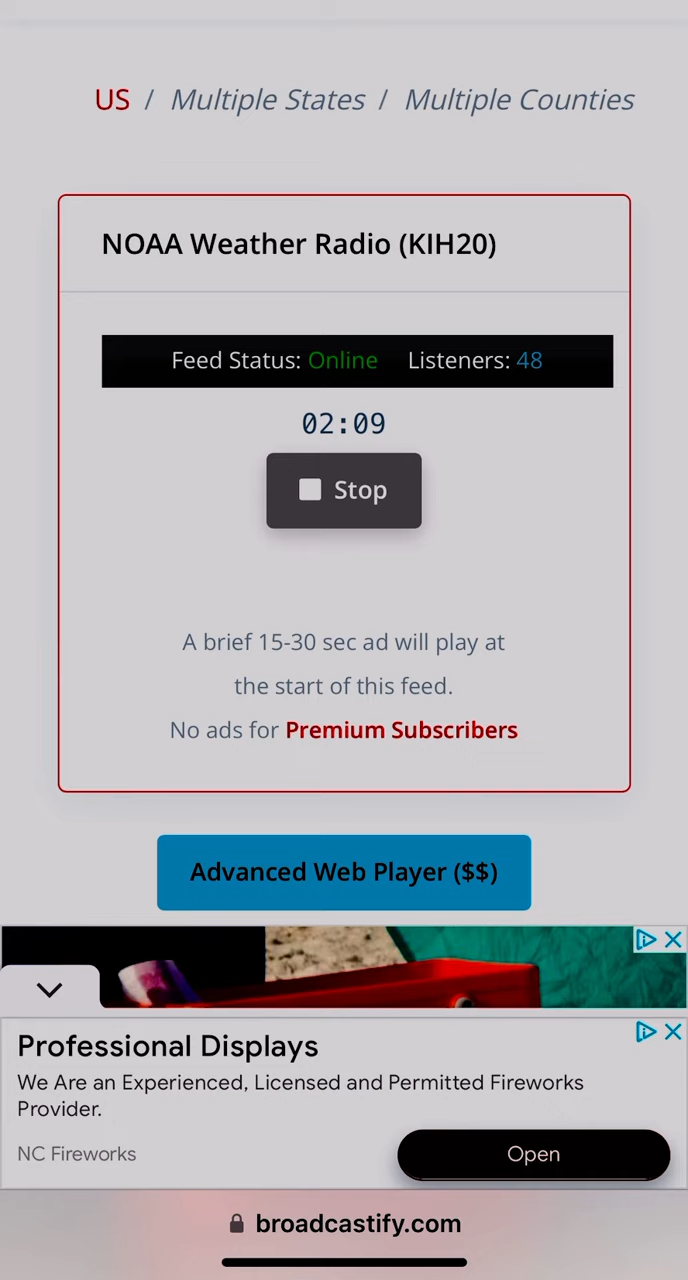 US / Multiple States / Multiple Counties
NOAA Weather Radio (KIH20)
Feed Status: Online Listeners: 48
02:09
Stop
A brief 15-30 sec ad will play at
the start of this feed.
No ads for Premium Subscribers
Advanced Web Player ($$)
Professional Displays
We Are an Experienced, Licensed and Permitted Fireworks
Provider.
NC Fireworks
Open
broadcastify.com